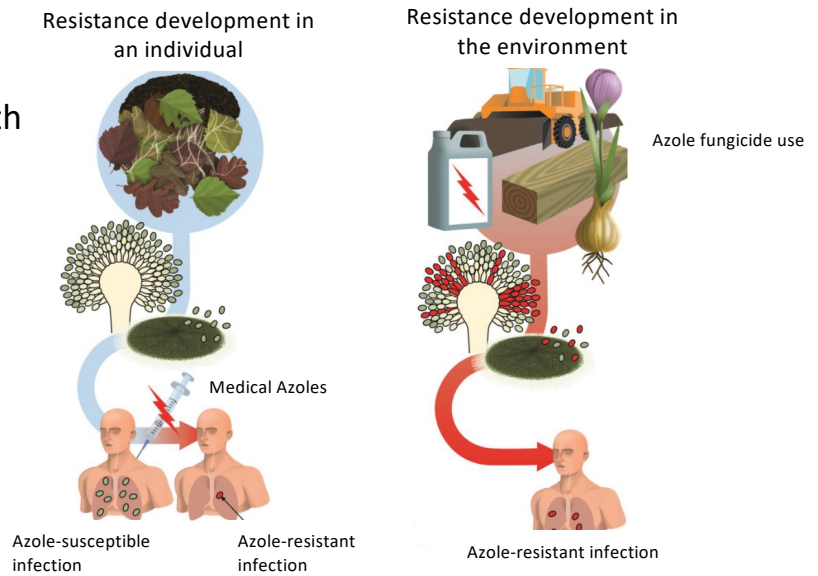 Resistance development in
an individual
Resistance development in
the environment
th
Azole fungicide use
Medical Azoles
Azole-susceptible
infection
Azole-resistant
infection
Azole-resistant infection